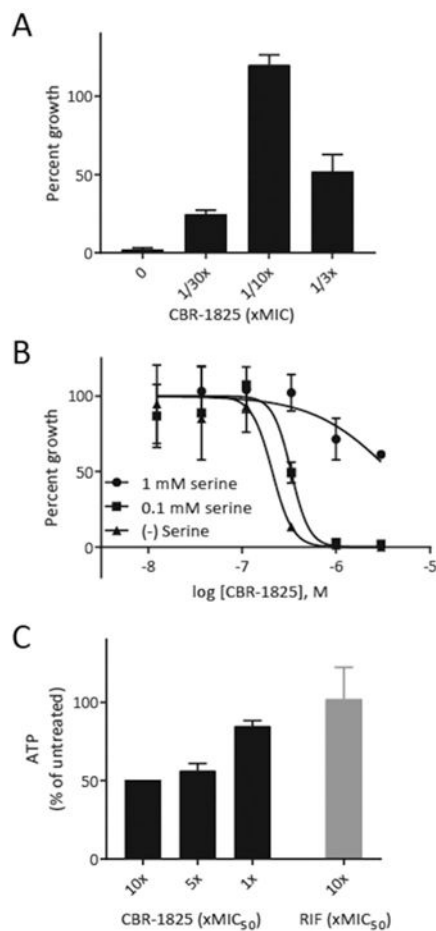 A
Percent growth
100
50
0
0
1/30x
1/10x
1/3x
CBR-1825 (xMIC)
B
Percent growth
100
50
0
1 mM serine
0.1 mM serine
(-) Serine
-8
-7
-6
-5
log [CBR-1825], M
C
ATP
(% of untreated)
100
50
0
10x
5x
1x
10x
CBR-1825 (xMIC₅₀)
RIF (xMIC₅₀)